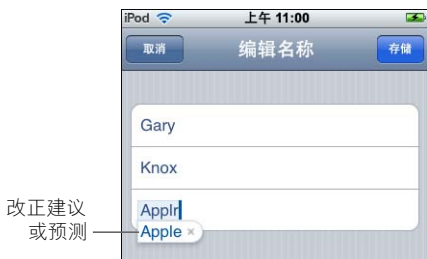 iPod 上午 11:00
取消 编辑名称 存储
Gary
Knox
Applr
Apple ×
改正建议
或预测